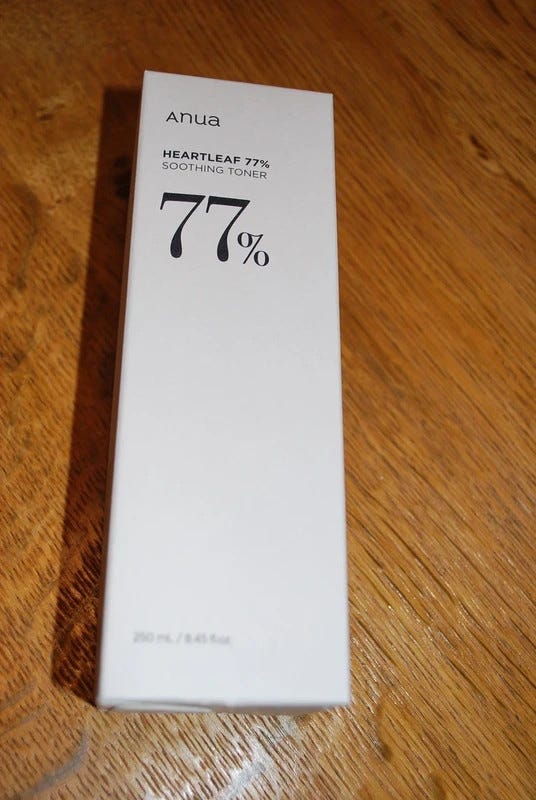 Anua
HEARTLEAF 77%
SOOTHING TONER
77%
250 mL / 8.45 fl.oz